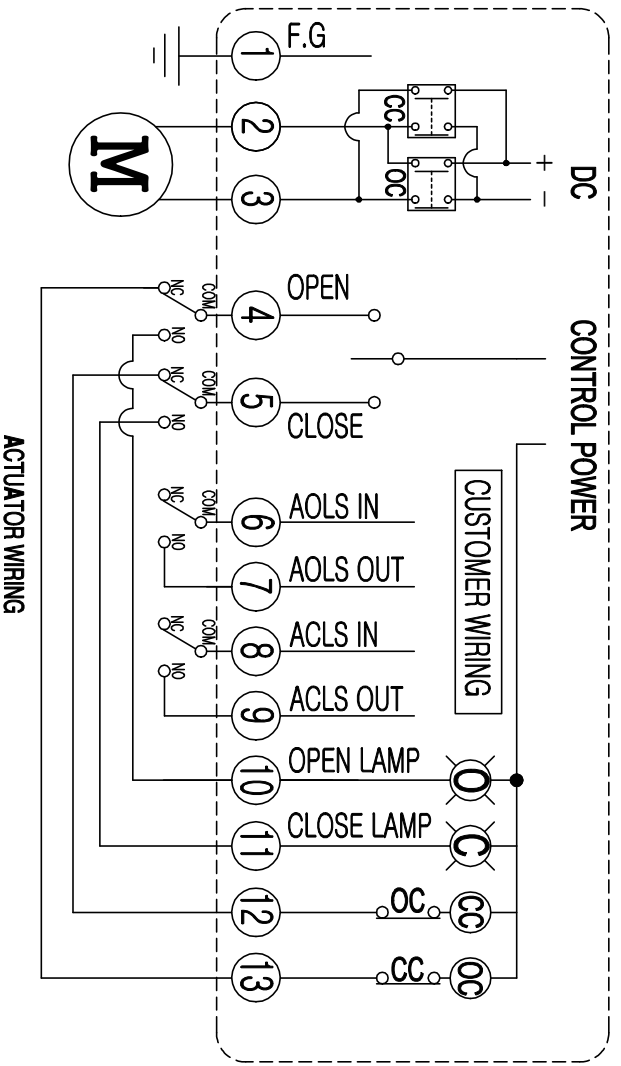 1
F.G
2
CC
+
DC
M
OC
3
−
4
OPEN
NC
COM
NO
CONTROL POWER
5
CLOSE
NC
COM
NO
CUSTOMER WIRING
6
AOLS IN
NC
COM
NO
7
AOLS OUT
8
ACLS IN
NC
COM
NO
9
ACLS OUT
ACTUATOR WIRING
10
OPEN LAMP
O
11
CLOSE LAMP
C
12
OC
CC
13
CC
OC